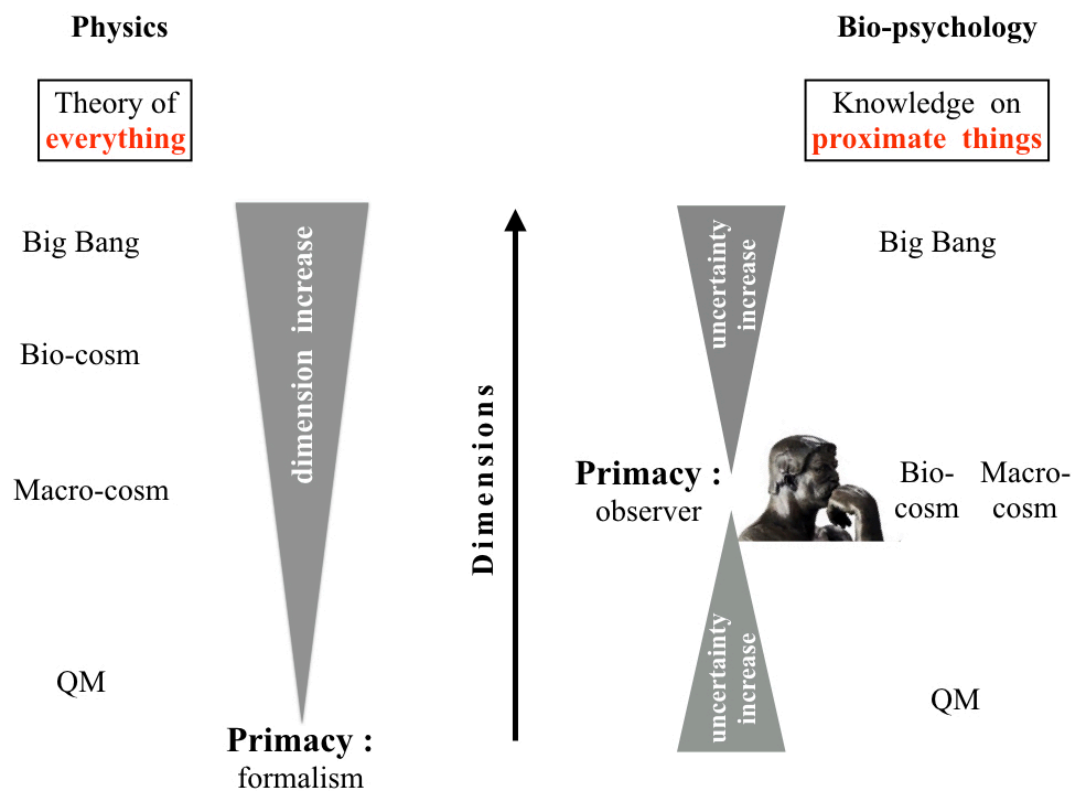 Physics
Bio-psychology
Theory of
everything
Knowledge on
proximate things
Big Bang
Bio-cosm
Macro-cosm
QM
dimension increase
Primacy :
formalism
Dimensions
uncertainty
increase
Primacy :
observer
uncertainty
increase
Big Bang
Bio-
cosm
Macro-
cosm
QM